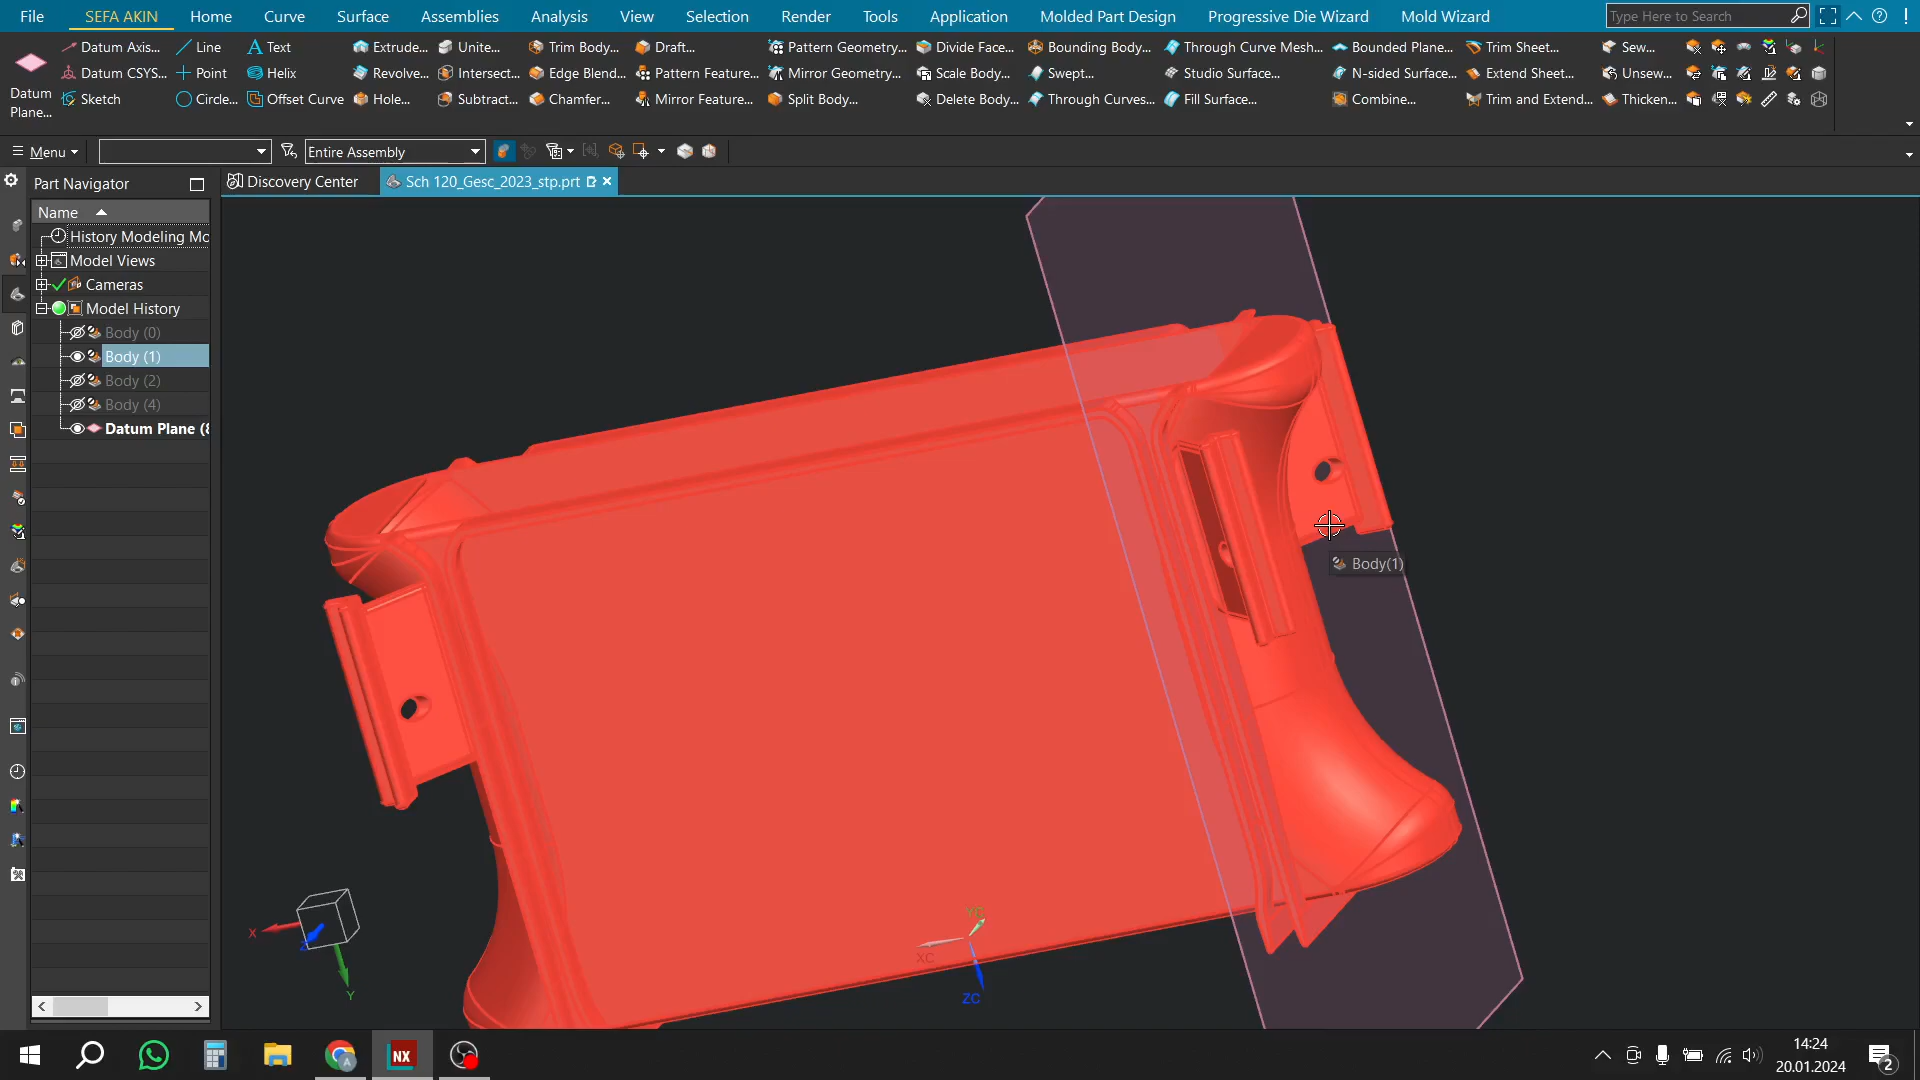 File SEFA AKIN Home Curve Surface Assemblies Analysis View Selection Render Tools Application Molded Part Design Progressive Die Wizard Mold Wizard Type Here to Search
Datum Axis... Line Text Extrude... Unite... Trim Body... Draft... Pattern Geometry... Divide Face... Bounding Body... Through Curve Mesh... Bounded Plane... Trim Sheet... Sew...
Datum CSYS... Point Helix Revolve... Intersect... Edge Blend... Pattern Feature... Mirror Geometry... Scale Body... Swept... Studio Surface... N-sided Surface... Extend Sheet... Unsew...
Datum Plane... Sketch Circle... Offset Curve Hole... Subtract... Chamfer... Mirror Feature... Split Body... Delete Body... Through Curves... Fill Surface... Combine... Trim and Extend... Thicken...
Menu Entire Assembly
Part Navigator Discovery Center Sch 120_Gesc_2023_stp.prt
Name
History Modeling Mo
Model Views
Cameras
Model History
Body (0)
Body (1)
Body (2)
Body (4)
Datum Plane (8
Body(1)
X
Z
Y
YC
XC
ZC
NX
14:24
20.01.2024
2